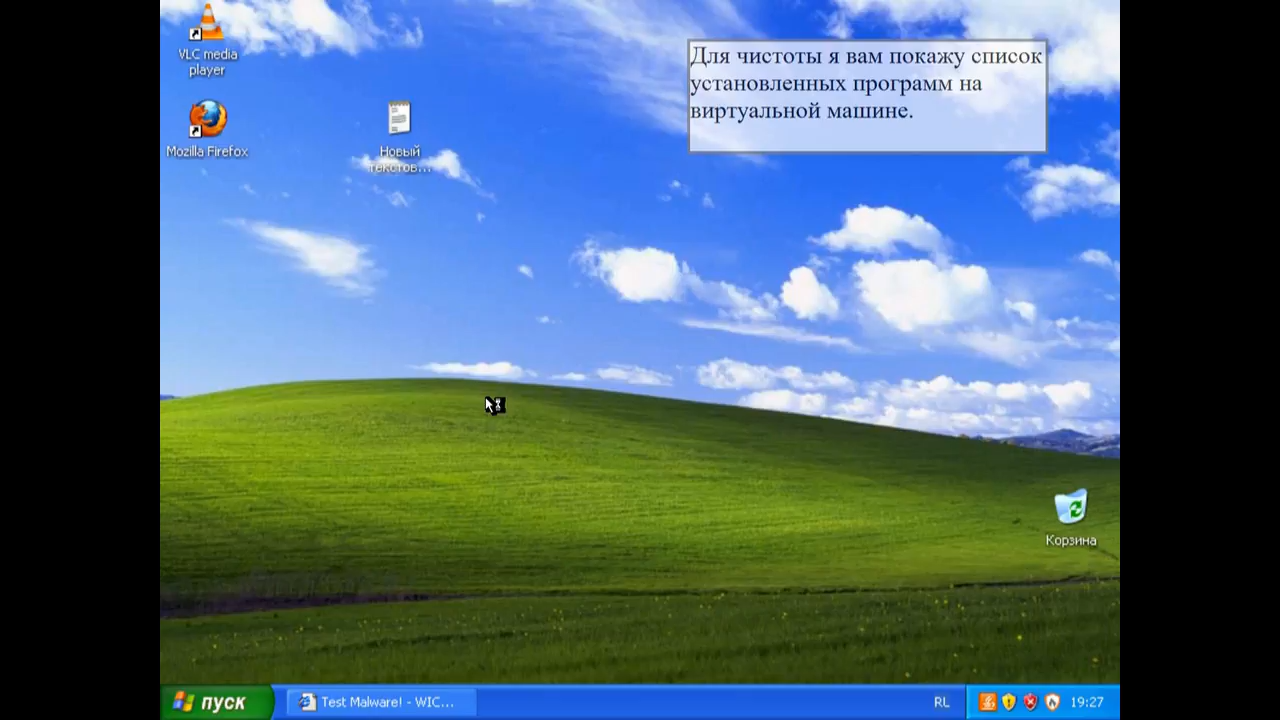 VLC media
player
Для чистоты я вам покажу список
установленных программ на
виртуальной машине.
Mozilla Firefox
Новый
текстов...
Корзина
пуск
Test Malware! - WIC...
RL
19:27